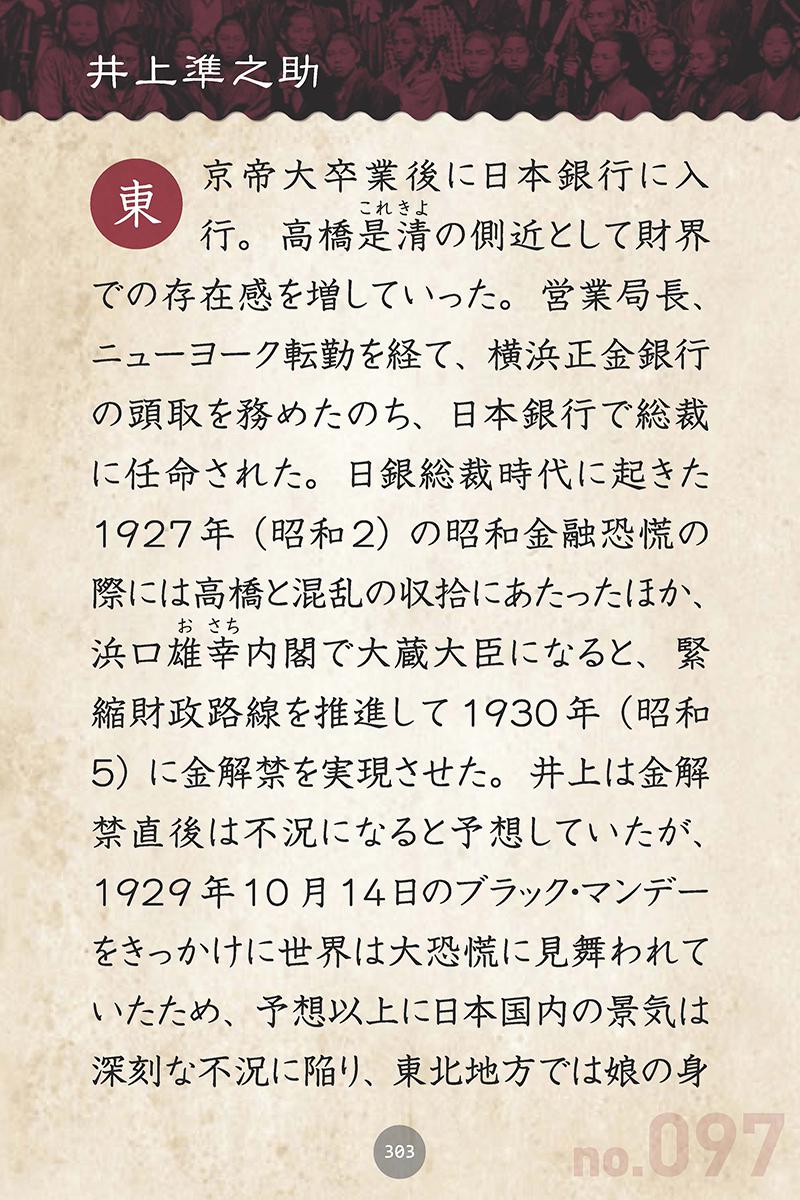 井上準之助
東京帝大卒業後に日本銀行に入
行。高橋是清の側近として財界
これきよ
での存在感を増していった。営業局長、
ニューヨーク転勤を経て、横浜正金銀行
の頭取を務めたのち、日本銀行で総裁
に任命された。日銀総裁時代に起きた
1927年（昭和2）の昭和金融恐慌の
際には高橋と混乱の収拾にあたったほか、
浜口雄幸内閣で大蔵大臣になると、緊
おさち
縮財政路線を推進して1930年（昭和
5）に金解禁を実現させた。井上は金解
禁直後は不況になると予想していたが、
1929年10月14日のブラック・マンデー
をきっかけに世界は大恐慌に見舞われて
いたため、予想以上に日本国内の景気は
深刻な不況に陥り、東北地方では娘の身
303
no.097